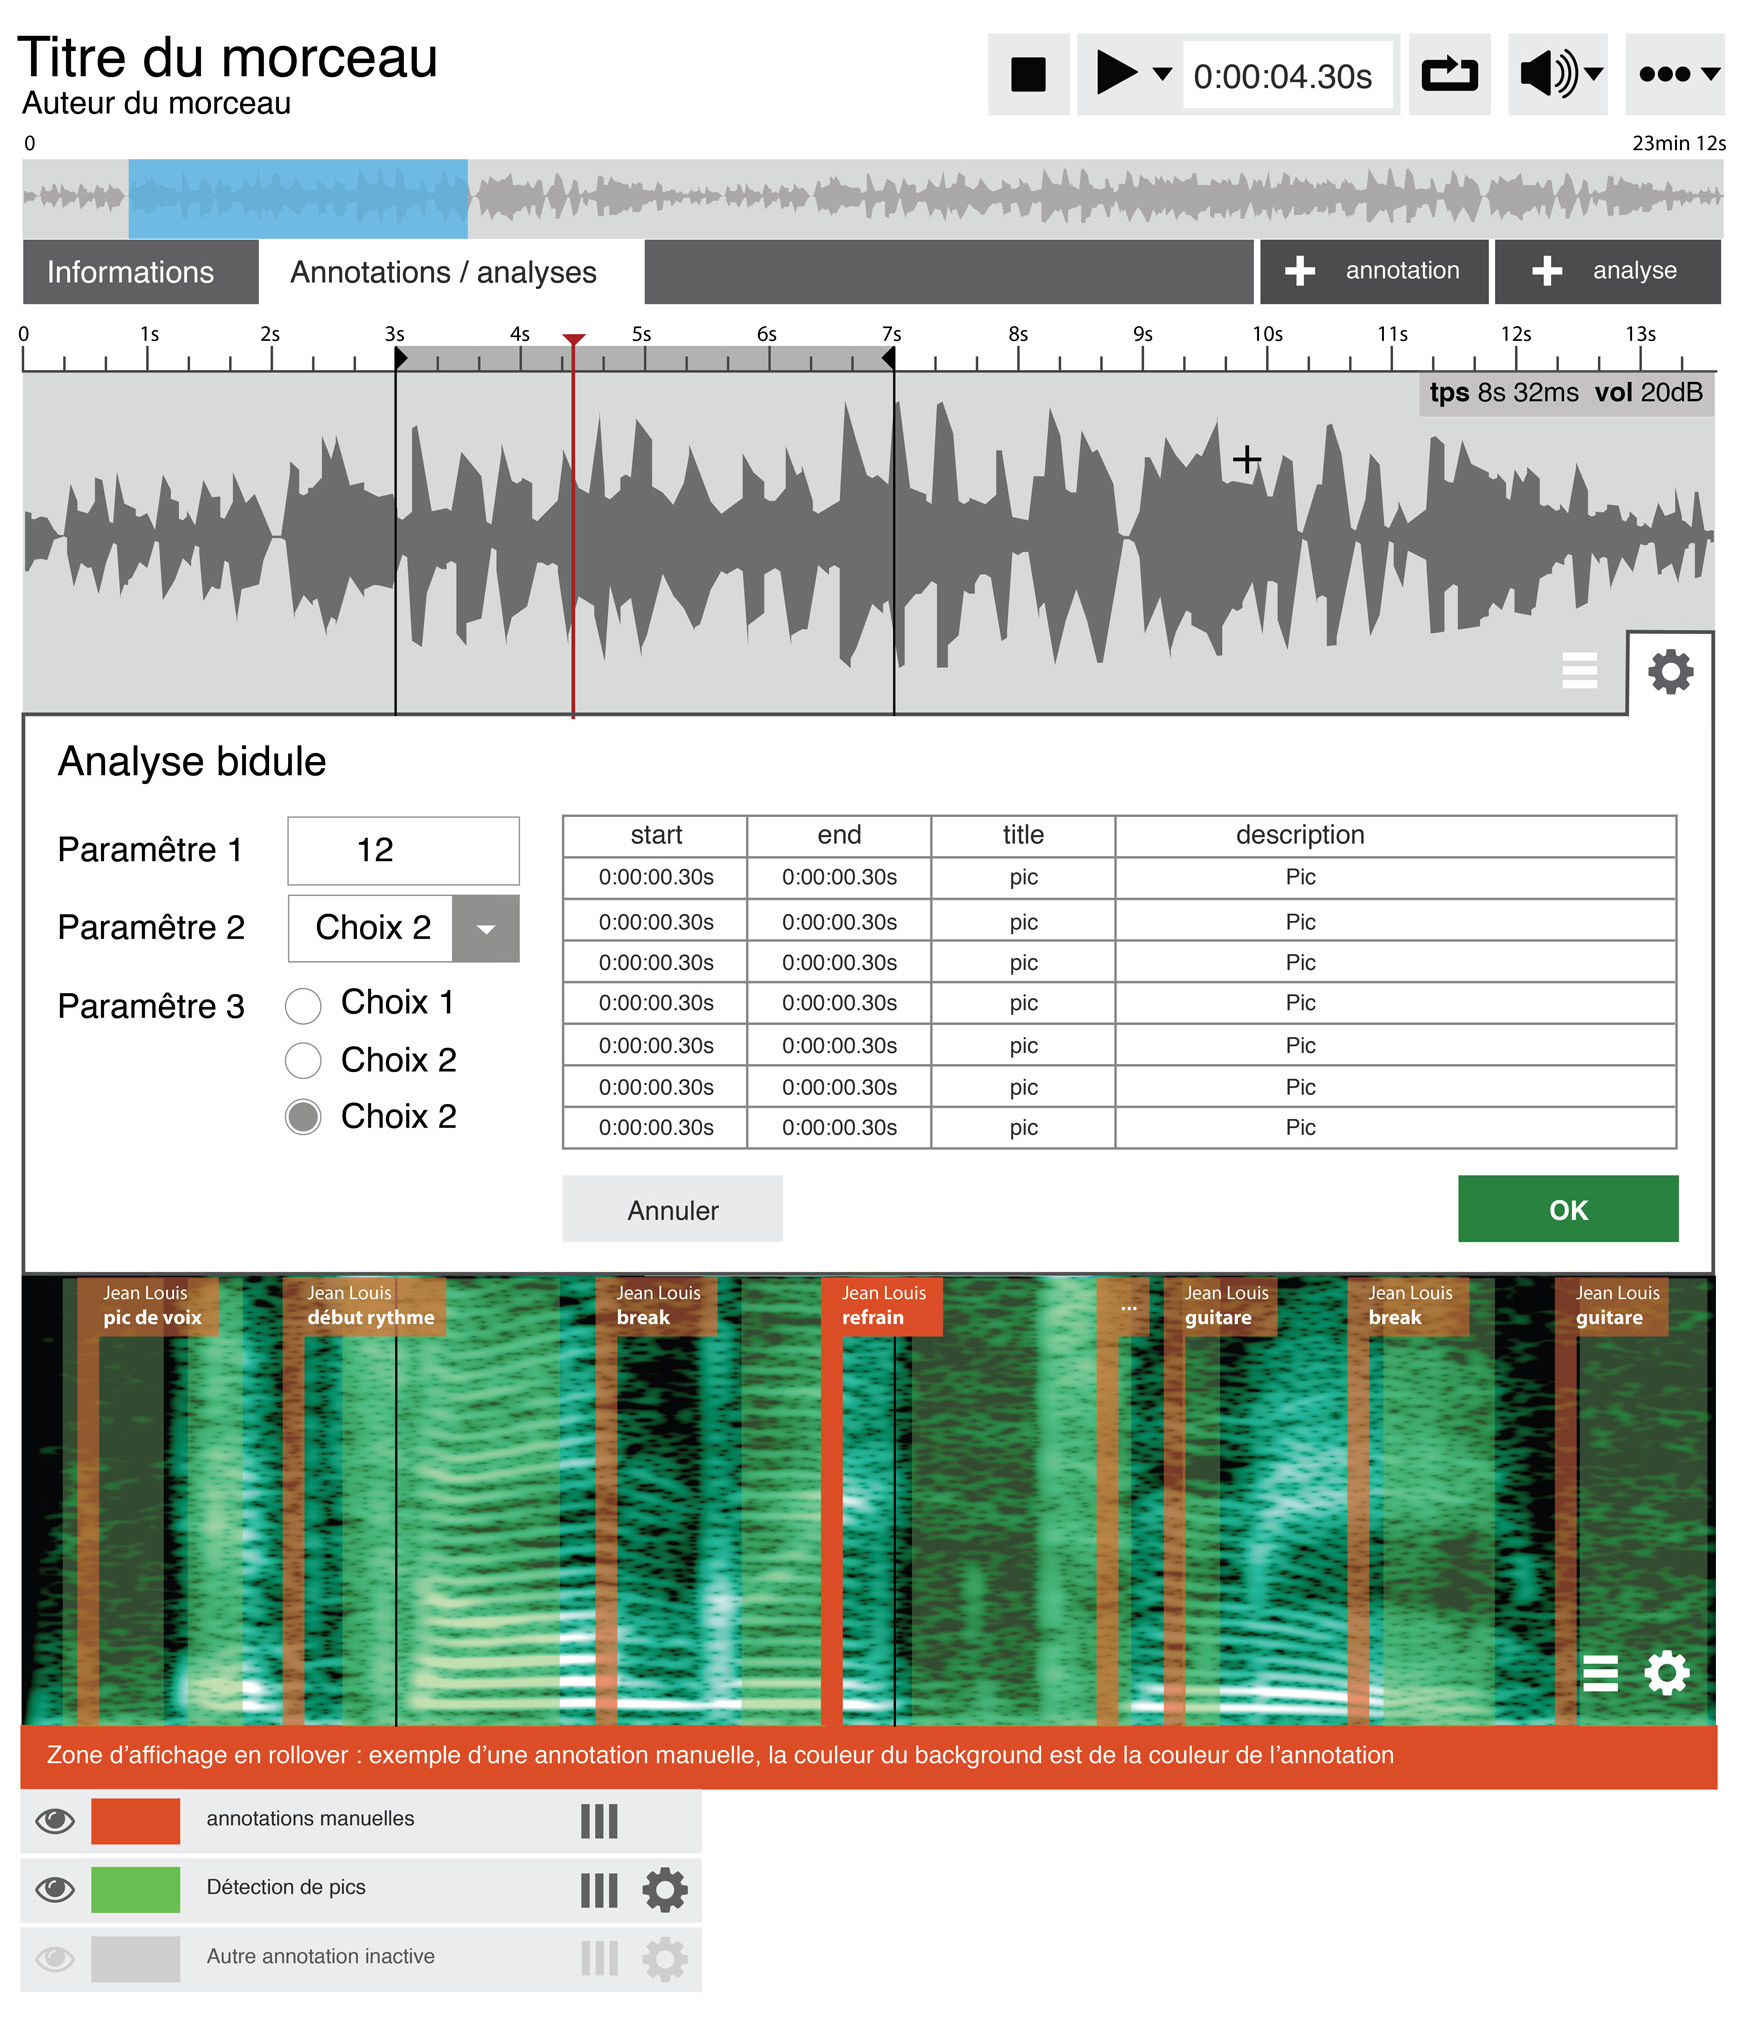 Titre du morceau
Auteur du morceau
0:00:04.30s
0 23min 12s
Informations Annotations / analyses annotation analyse
0 1s 2s 3s 4s 5s 6s 7s 8s 9s 10s 11s 12s 13s
tps 8s 32ms vol 20dB
Analyse bidule
Paramêtre 1 12
Paramêtre 2 Choix 2
Paramêtre 3 Choix 1
Choix 2
Choix 2
start end title description
0:00:00.30s 0:00:00.30s pic Pic
0:00:00.30s 0:00:00.30s pic Pic
0:00:00.30s 0:00:00.30s pic Pic
0:00:00.30s 0:00:00.30s pic Pic
0:00:00.30s 0:00:00.30s pic Pic
0:00:00.30s 0:00:00.30s pic Pic
0:00:00.30s 0:00:00.30s pic Pic
Annuler OK
Jean Louis Jean Louis Jean Louis Jean Louis ... Jean Louis Jean Louis Jean Louis
pic de voix début rythme break refrain guitare break guitare
Zone d’affichage en rollover : exemple d’une annotation manuelle, la couleur du background est de la couleur de l’annotation
annotations manuelles
Détection de pics
Autre annotation inactive